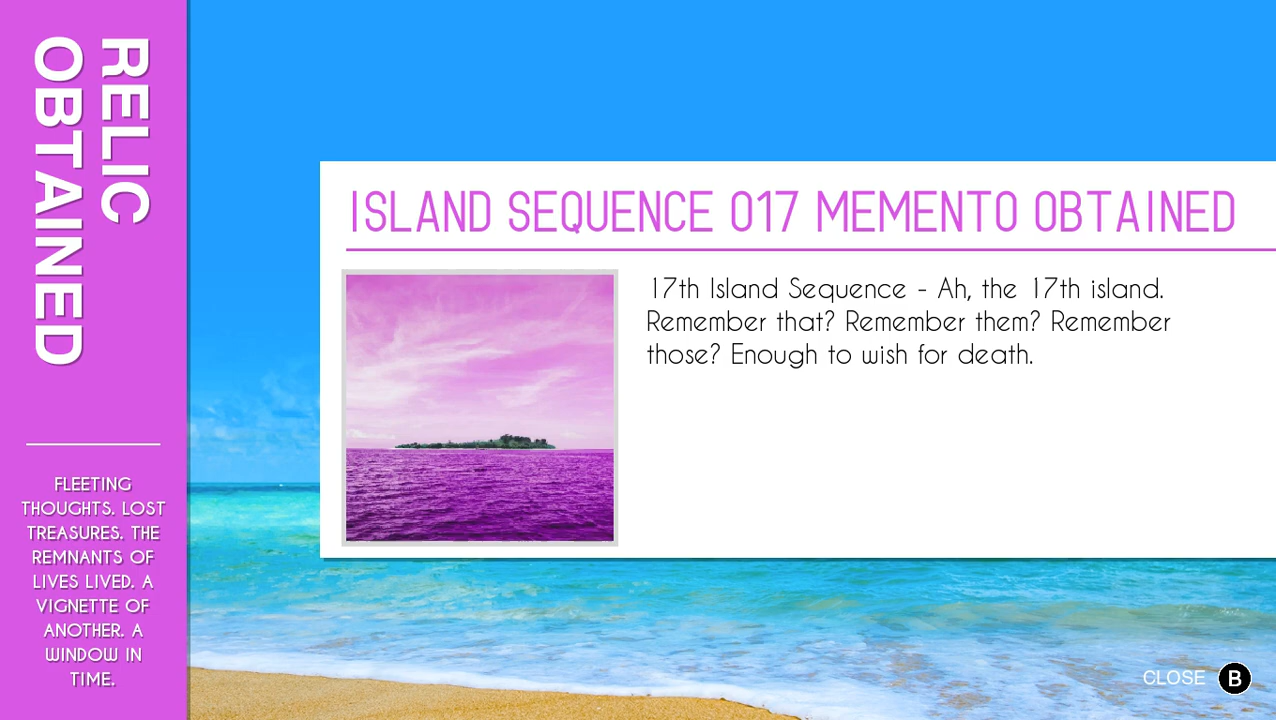 RELIC
OBTAINED
FLEETING
THOUGHTS. LOST
TREASURES. THE
REMNANTS OF
LIVES LIVED. A
VIGNETTE OF
ANOTHER. A
WINDOW IN
TIME.
ISLAND SEQUENCE 017 MEMENTO OBTAINED
17th Island Sequence - Ah, the 17th island.
Remember that? Remember them? Remember
those? Enough to wish for death.
CLOSE B